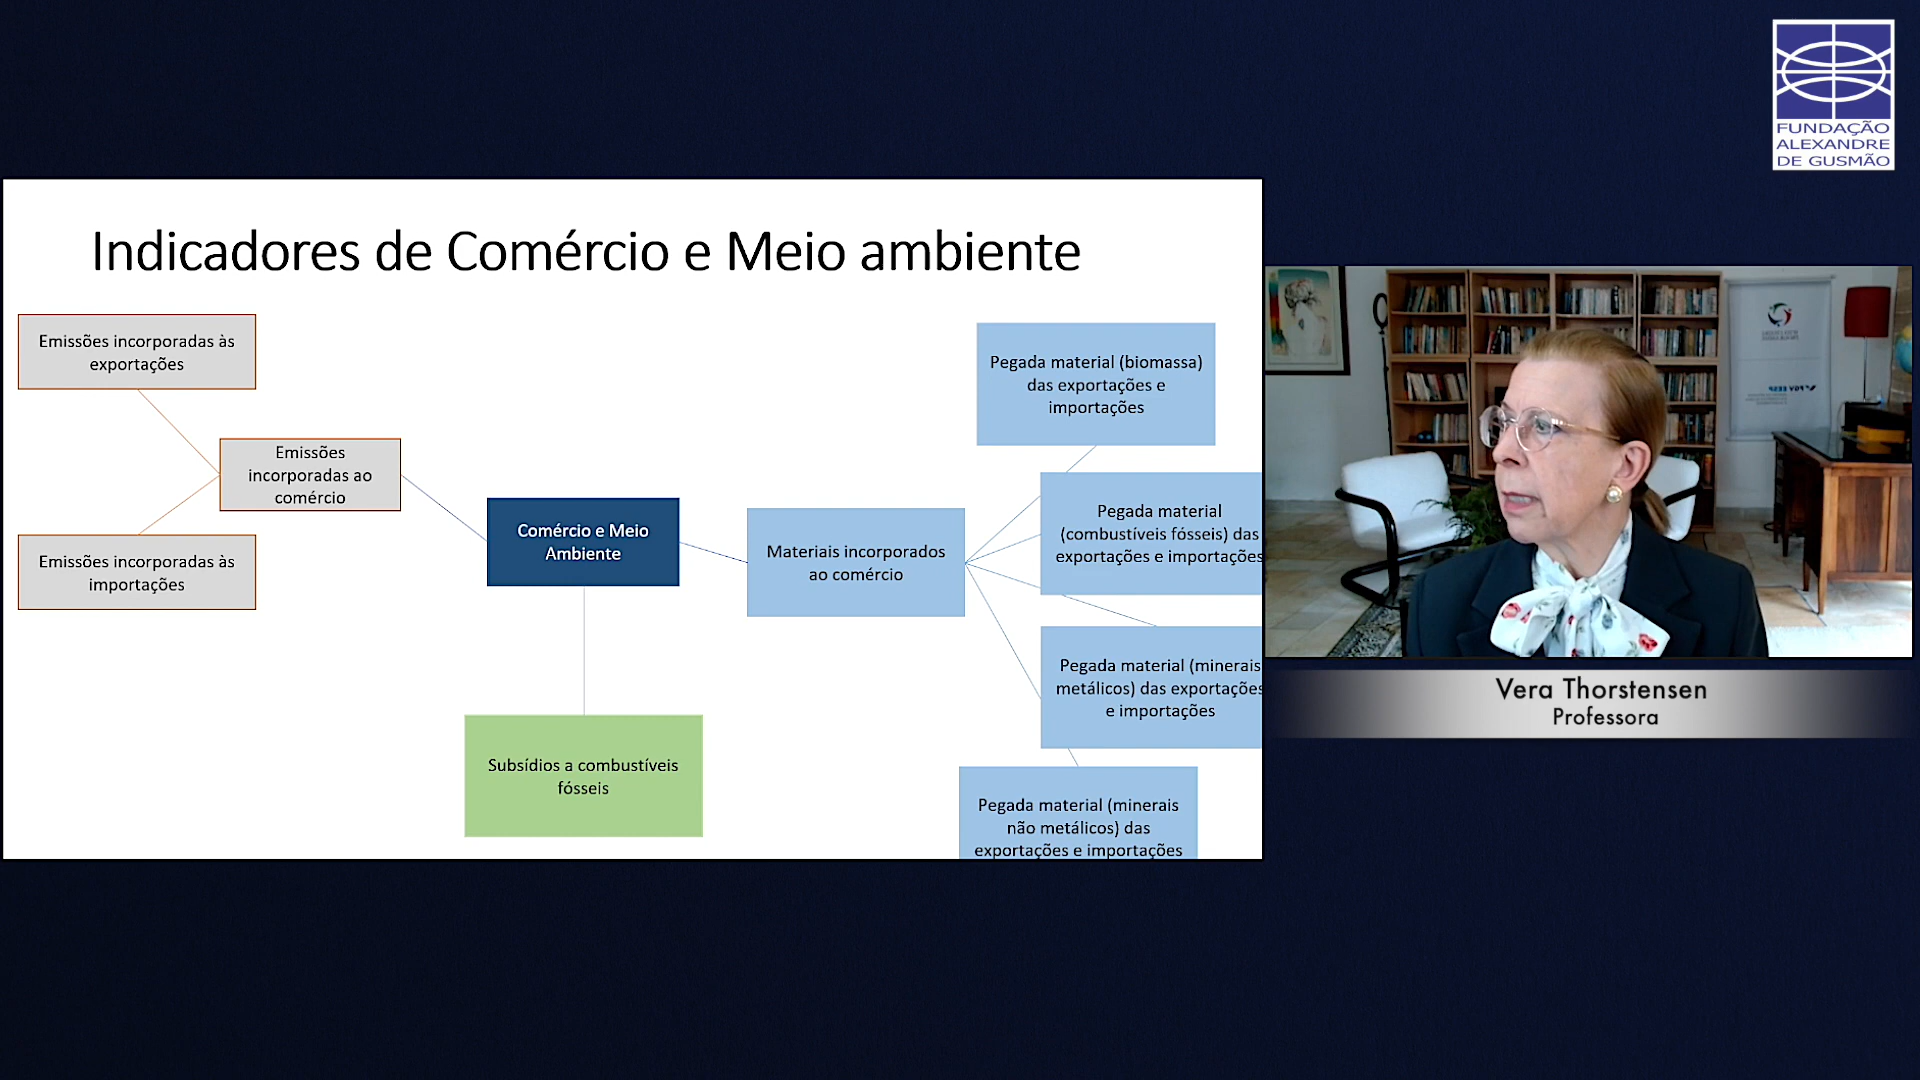 FUNDAÇÃO
ALEXANDRE
DE GUSMÃO
Indicadores de Comércio e Meio ambiente
Emissões incorporadas às
exportações
Emissões
incorporadas ao
comércio
Emissões incorporadas às
importações
Comércio e Meio
Ambiente
Subsídios a combustíveis
fósseis
Materiais incorporados
ao comércio
Pegada material (biomassa)
das exportações e
importações
Pegada material
(combustíveis fósseis) das
exportações e importações
Pegada material (minerais
metálicos) das exportações
e importações
Pegada material (minerais
não metálicos) das
exportações e importações
Vera Thorstensen
Professora